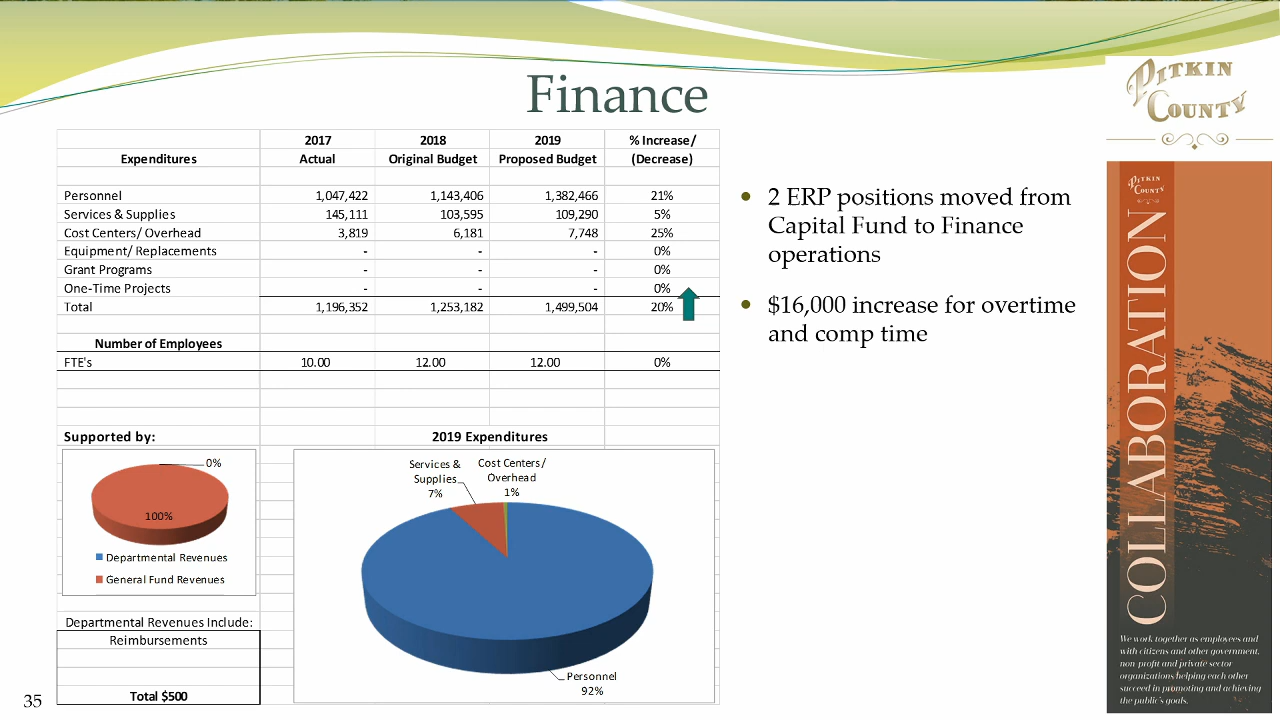 Finance
PITKIN
COUNTY
2017 2018 2019 % Increase/
Expenditures Actual Original Budget Proposed Budget (Decrease)
Personnel 1,047,422 1,143,406 1,382,466 21%
Services & Supplies 145,111 103,595 109,290 5%
Cost Centers/ Overhead 3,819 6,181 7,748 25%
Equipment/ Replacements - - - 0%
Grant Programs - - - 0%
One-Time Projects - - - 0%
Total 1,196,352 1,253,182 1,499,504 20%
Number of Employees
FTE's 10.00 12.00 12.00 0%
Supported by:
0%
100%
Departmental Revenues
General Fund Revenues
Departmental Revenues Include:
Reimbursements
Total $500
2019 Expenditures
Services &
Supplies
7%
Cost Centers/
Overhead
1%
Personnel
92%
• 2 ERP positions moved from
Capital Fund to Finance
operations
• $16,000 increase for overtime
and comp time
PITKIN
COUNTY
COLLABORATION
We work together as employees and
with citizens and other government,
non-profit and private sector
organizations helping each other
succeed in promoting and achieving
the public's goals.
35